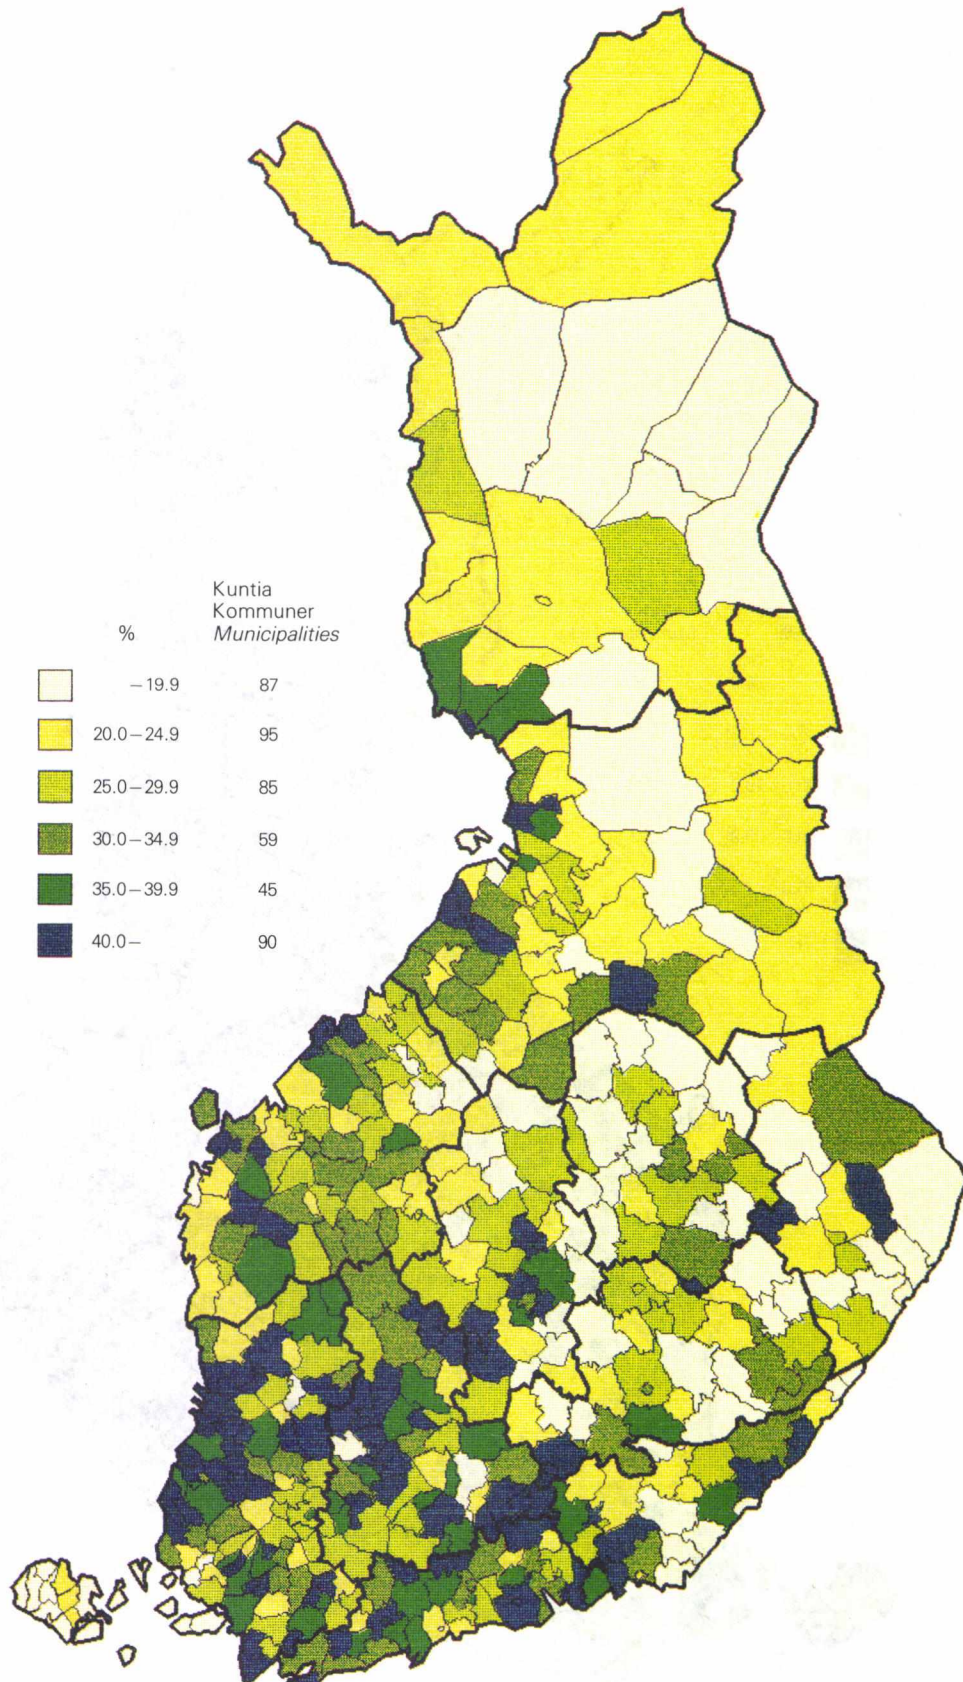 Kuntia
Kommuner
% Municipalities
—19.9 87
20.0—24.9 95
25.0—29.9 85
30.0—34.9 59
35.0—39.9 45
40.0— 90